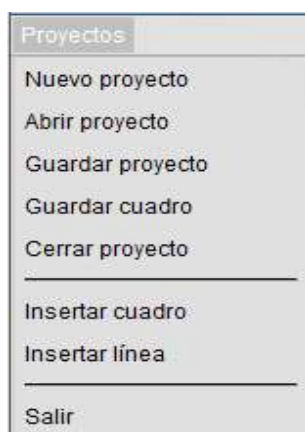 Proyectos
Nuevo proyecto
Abrir proyecto
Guardar proyecto
Guardar cuadro
Cerrar proyecto
Insertar cuadro
Insertar línea
Salir